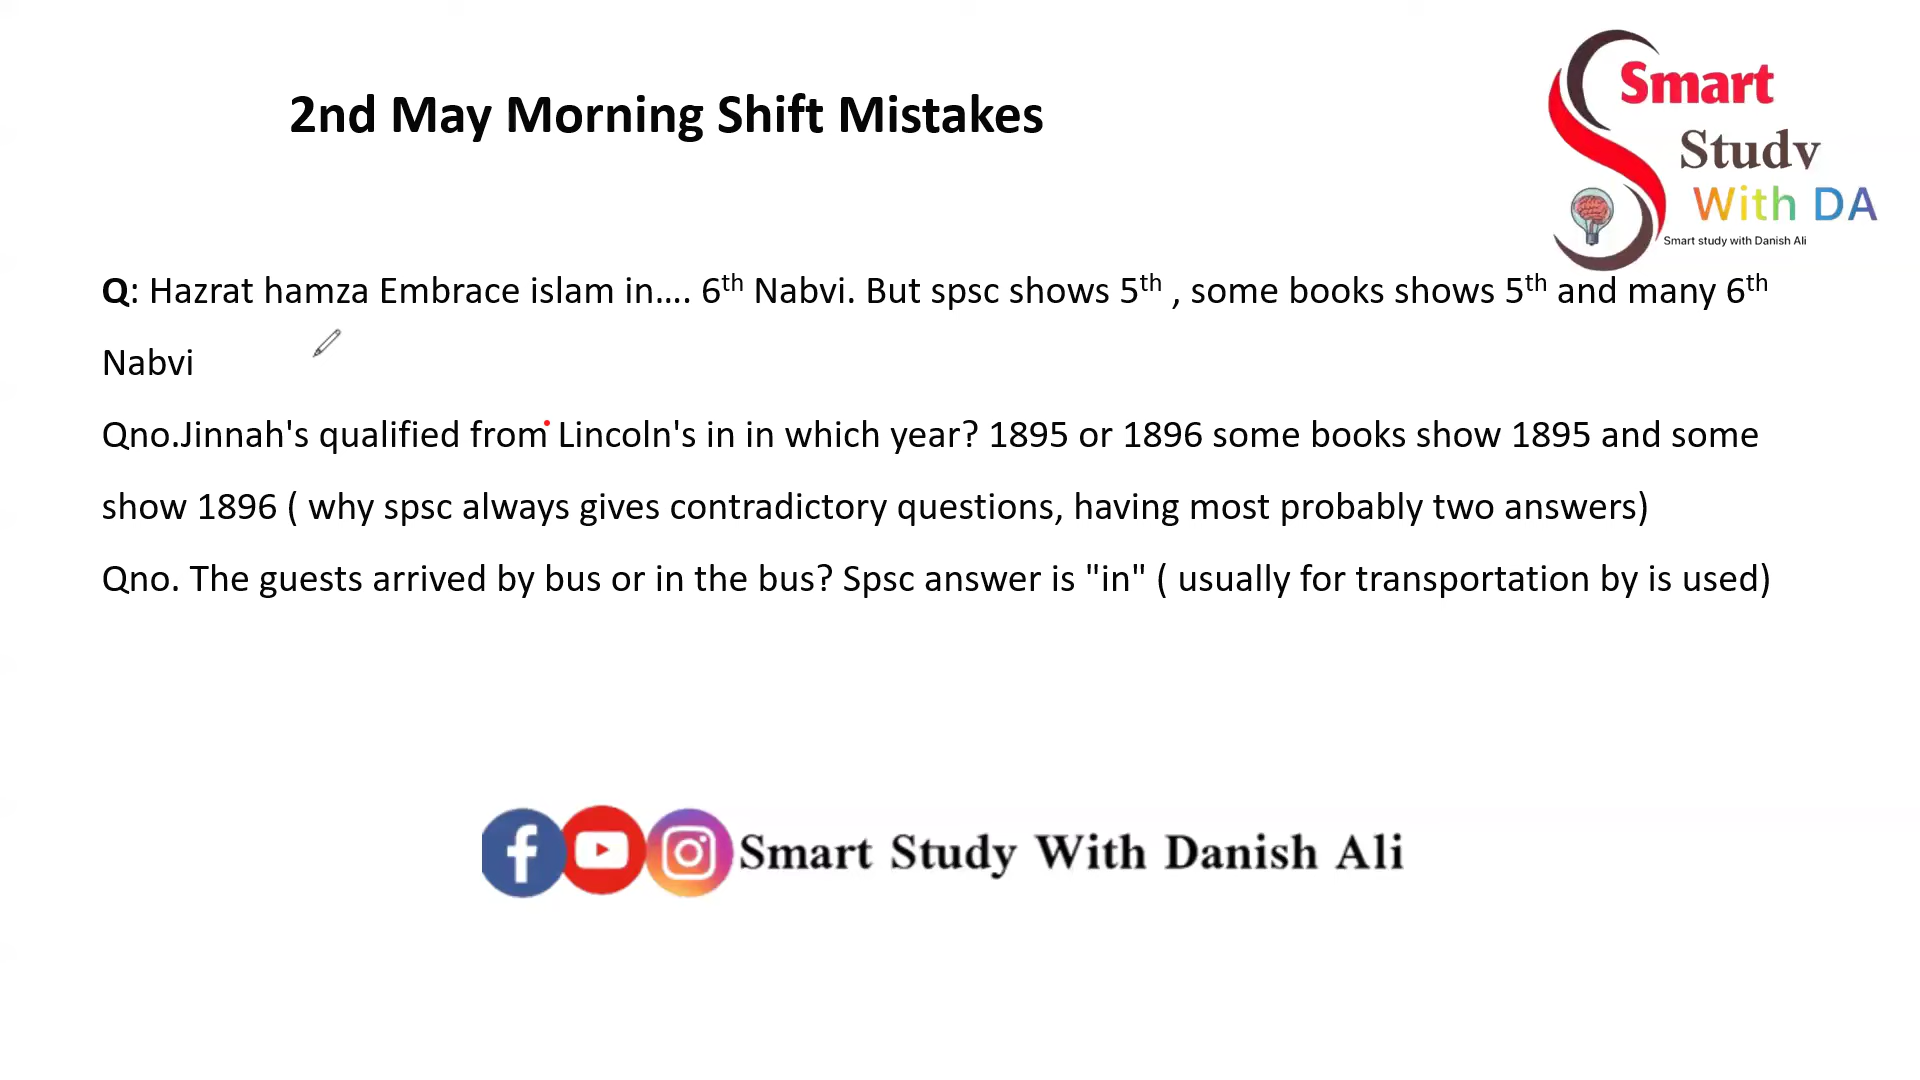 2nd May Morning Shift Mistakes
Smart
Study
With DA
Smart study with Danish Ali
Q: Hazrat hamza Embrace islam in.... 6th Nabvi. But spsc shows 5th , some books shows 5th and many 6th
Nabvi
Qno.Jinnah's qualified from Lincoln's in in which year? 1895 or 1896 some books show 1895 and some
show 1896 ( why spsc always gives contradictory questions, having most probably two answers)
Qno. The guests arrived by bus or in the bus? Spsc answer is "in" ( usually for transportation by is used)
Smart Study With Danish Ali